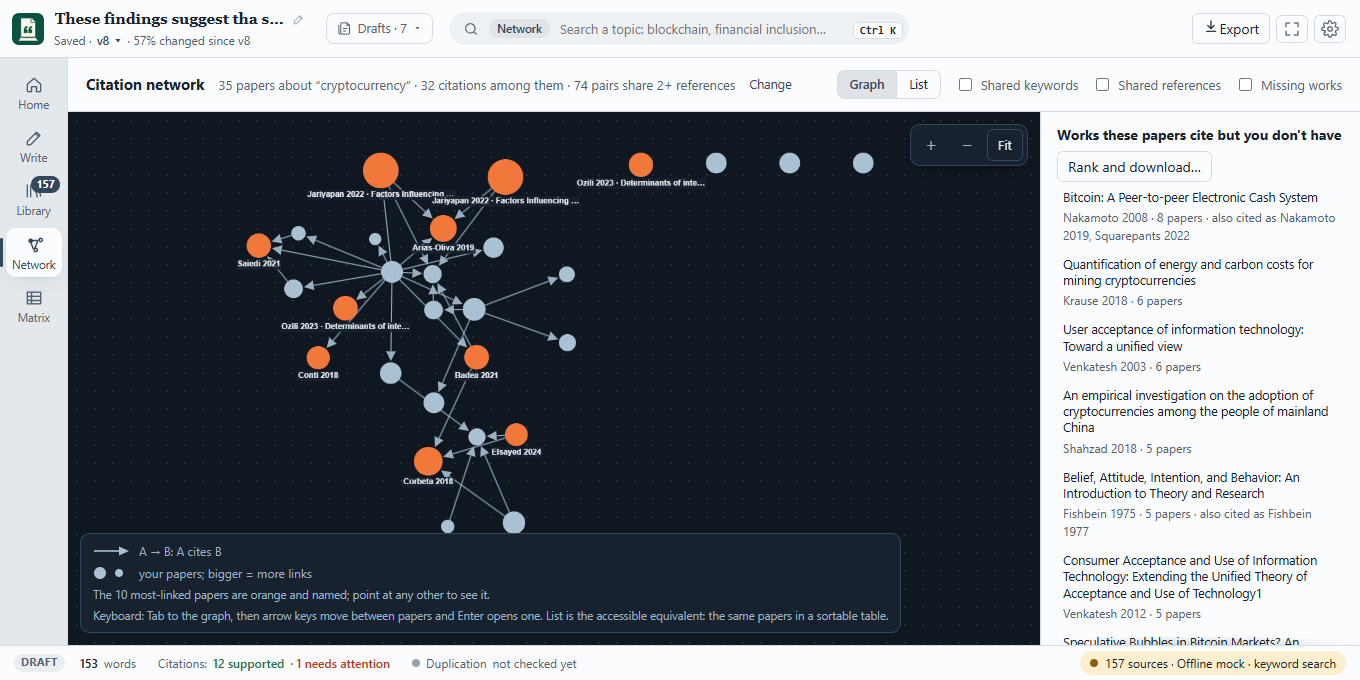 These findings suggest tha s...
Saved · v8 · 57% changed since v8
Drafts · 7
Network
Search a topic: blockchain, financial inclusion...
Ctrl K
Export
Home
Write
157
Library
Network
Matrix
Citation network
35 papers about “cryptocurrency” · 32 citations among them · 74 pairs share 2+ references
Change
Graph
List
Shared keywords
Shared references
Missing works
+
−
Fit
Jariyapan 2022 · Factors Influencing ...
Jariyapan 2022 · Factors Influencing ...
Ozili 2023 · Determinants of inte...
Arias-Oliva 2019
Saiedi 2021
Ozili 2023 · Determinants of inte...
Conti 2018
Badea 2021
Elsayed 2024
Corbeta 2018
A → B: A cites B
your papers; bigger = more links
The 10 most-linked papers are orange and named; point at any other to see it.
Keyboard: Tab to the graph, then arrow keys move between papers and Enter opens one. List is the accessible equivalent: the same papers in a sortable table.
Works these papers cite but you don't have
Rank and download...
Bitcoin: A Peer-to-peer Electronic Cash System
Nakamoto 2008 · 8 papers · also cited as Nakamoto
2019, Squarepants 2022
Quantification of energy and carbon costs for
mining cryptocurrencies
Krause 2018 · 6 papers
User acceptance of information technology:
Toward a unified view
Venkatesh 2003 · 6 papers
An empirical investigation on the adoption of
cryptocurrencies among the people of mainland
China
Shahzad 2018 · 5 papers
Belief, Attitude, Intention, and Behavior: An
Introduction to Theory and Research
Fishbein 1975 · 5 papers · also cited as Fishbein
1977
Consumer Acceptance and Use of Information
Technology: Extending the Unified Theory of
Acceptance and Use of Technology1
Venkatesh 2012 · 5 papers
Speculative Bubbles in Bitcoin Markets? An
DRAFT
153 words
Citations: 12 supported · 1 needs attention
Duplication not checked yet
157 sources · Offline mock · keyword search